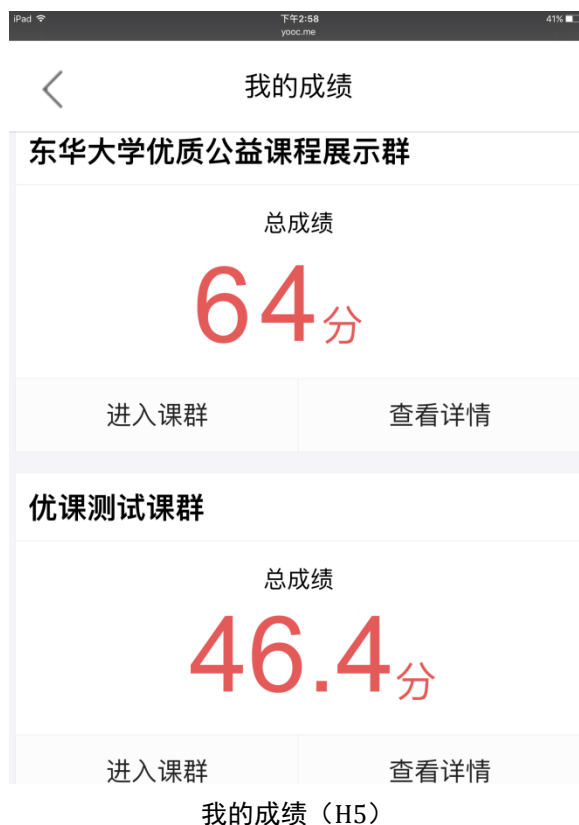 iPad 下午2:58 41%
yooc.me
我的成绩
东华大学优质公益课程展示群
总成绩
64分
进入课群 查看详情
优课测试课群
总成绩
46.4分
进入课群 查看详情
我的成绩（H5）